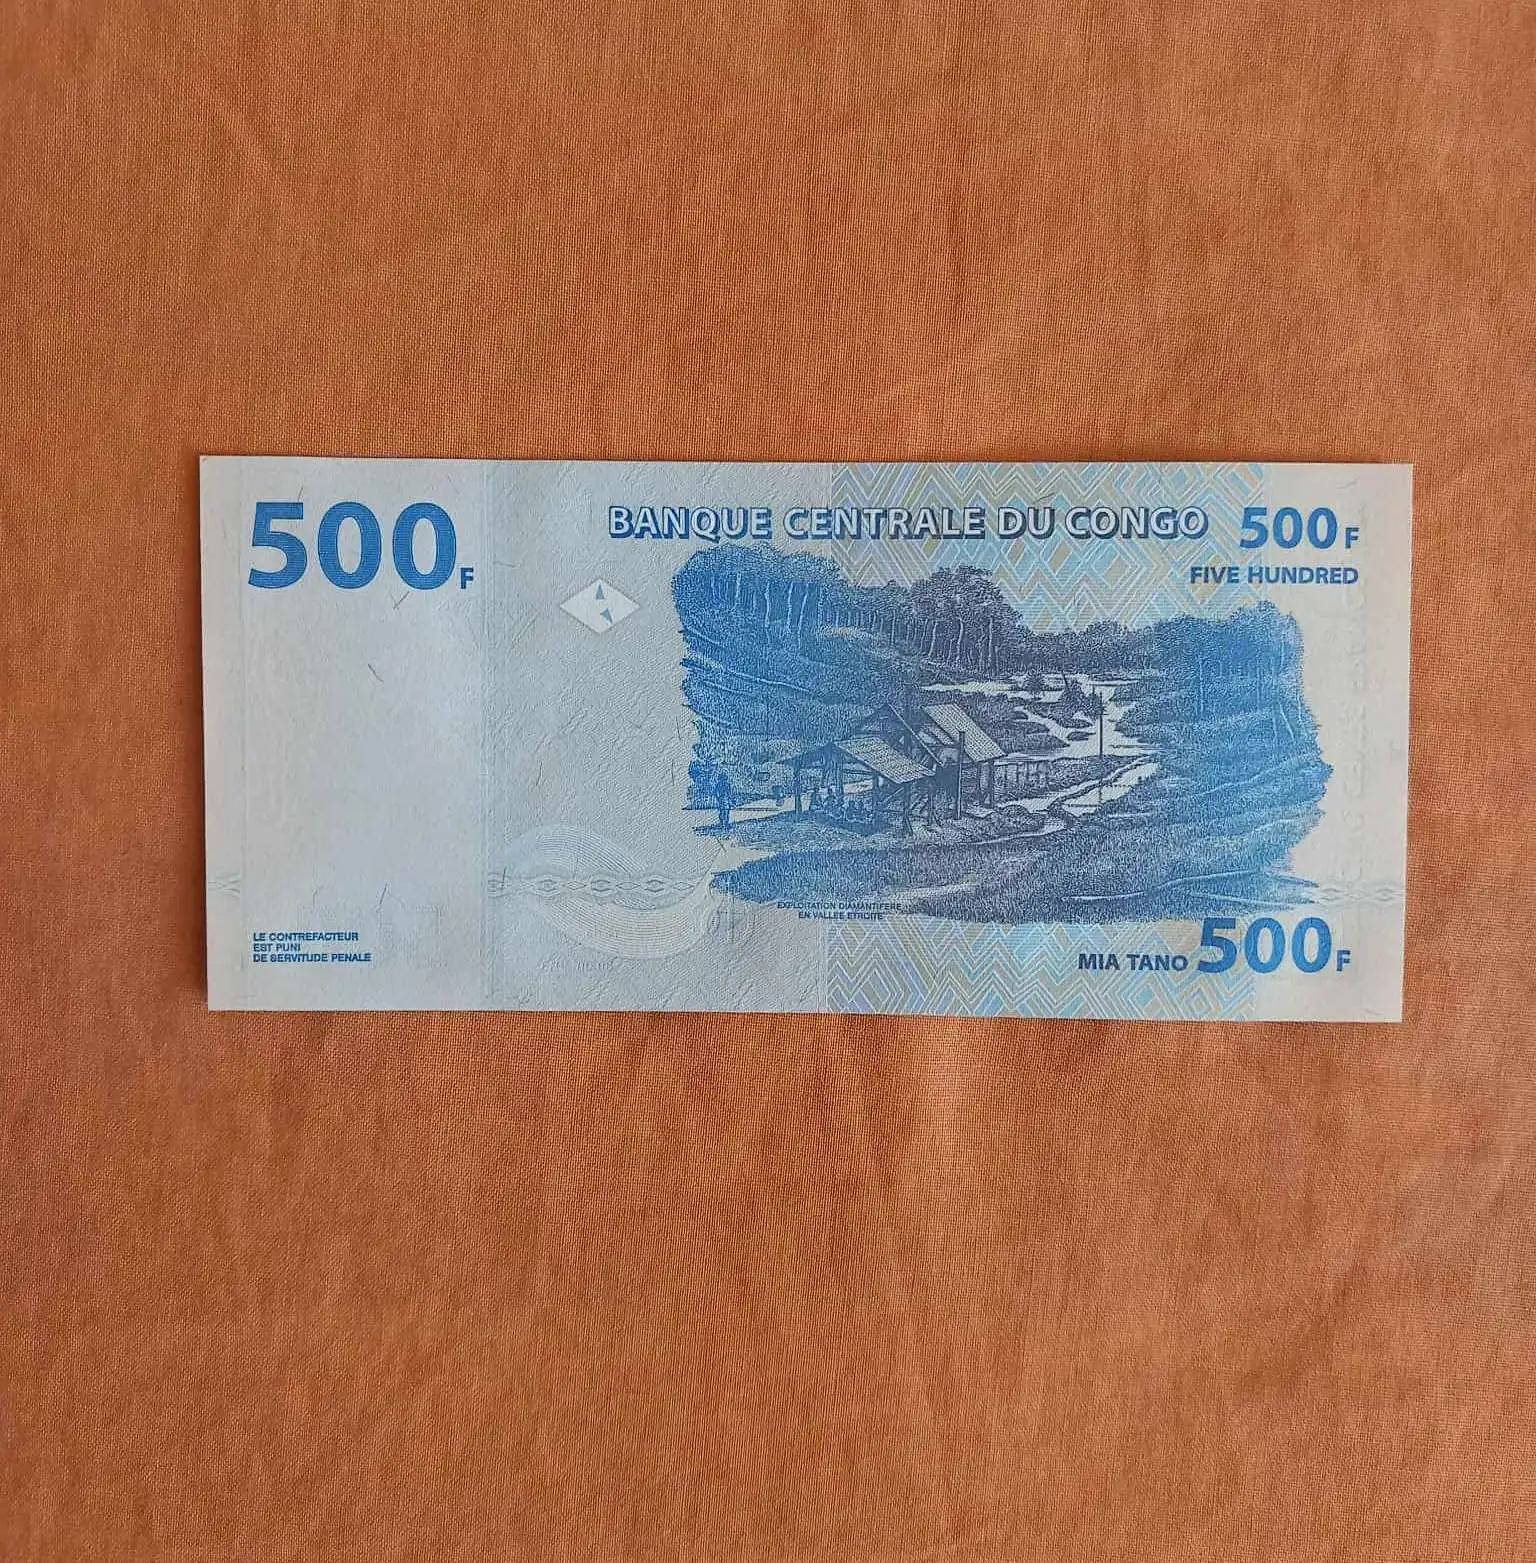 500F
BANQUE CENTRALE DU CONGO
500F
FIVE HUNDRED
EXPLOITATION DIAMANTIFERE
EN VALLEE ETROITE
LE CONTREFACTEUR
EST PUNI
DE SERVITUDE PENALE
MIA TANO 500F